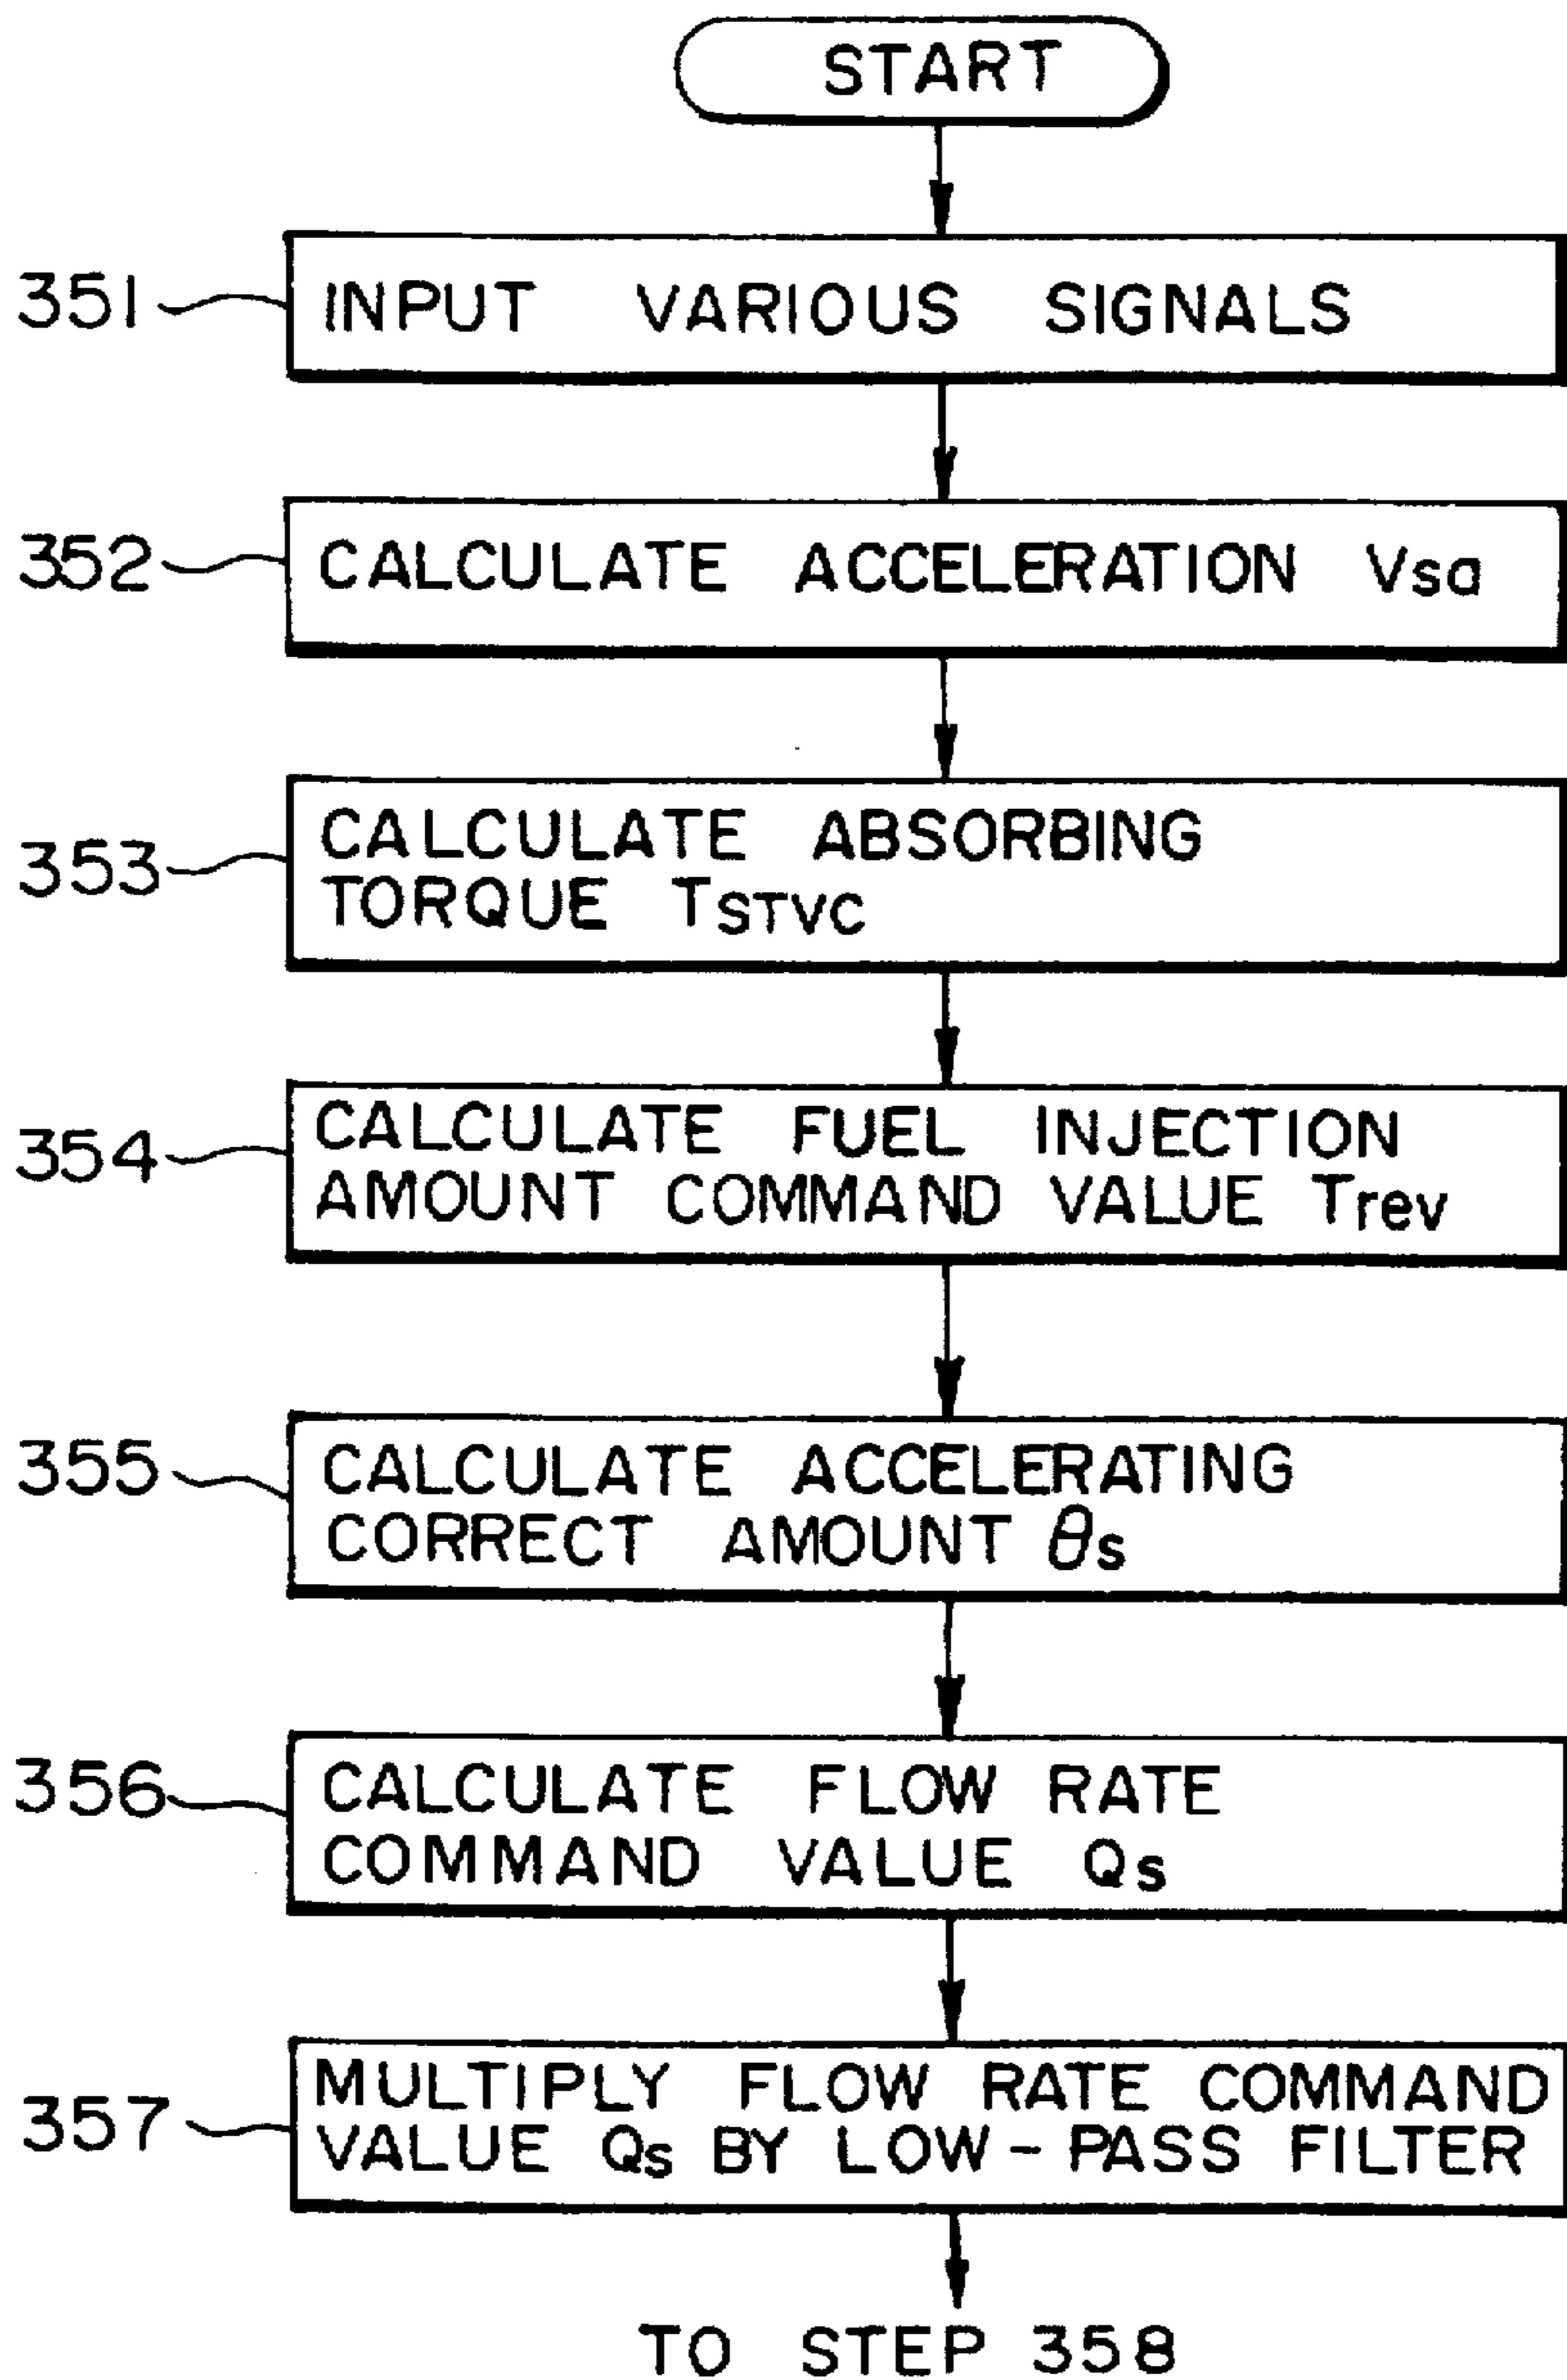 START
351
INPUT VARIOUS SIGNALS
352
CALCULATE ACCELERATION Vsa
353
CALCULATE ABSORBING
TORQUE TSTVC
354
CALCULATE FUEL INJECTION
AMOUNT COMMAND VALUE Trev
355
CALCULATE ACCELERATING
CORRECT AMOUNT θs
356
CALCULATE FLOW RATE
COMMAND VALUE Qs
357
MULTIPLY FLOW RATE COMMAND
VALUE Qs BY LOW-PASS FILTER
TO STEP 358